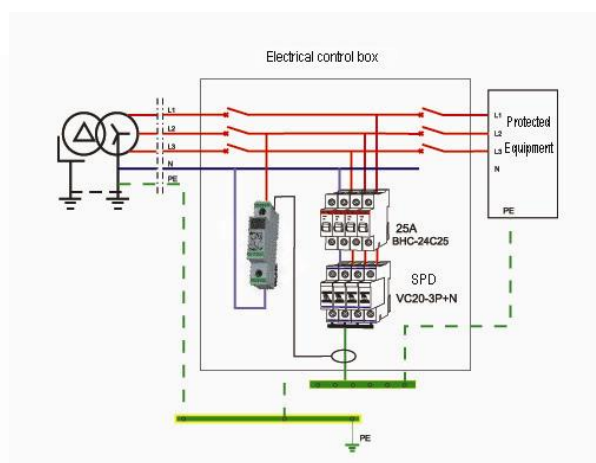 Electrical control box
L1
L2
L3
N
PE
L1
L2
L3
N
Protected
Equipment
PE
25A
BHC-24C25
SPD
VC20-3P+N
PE